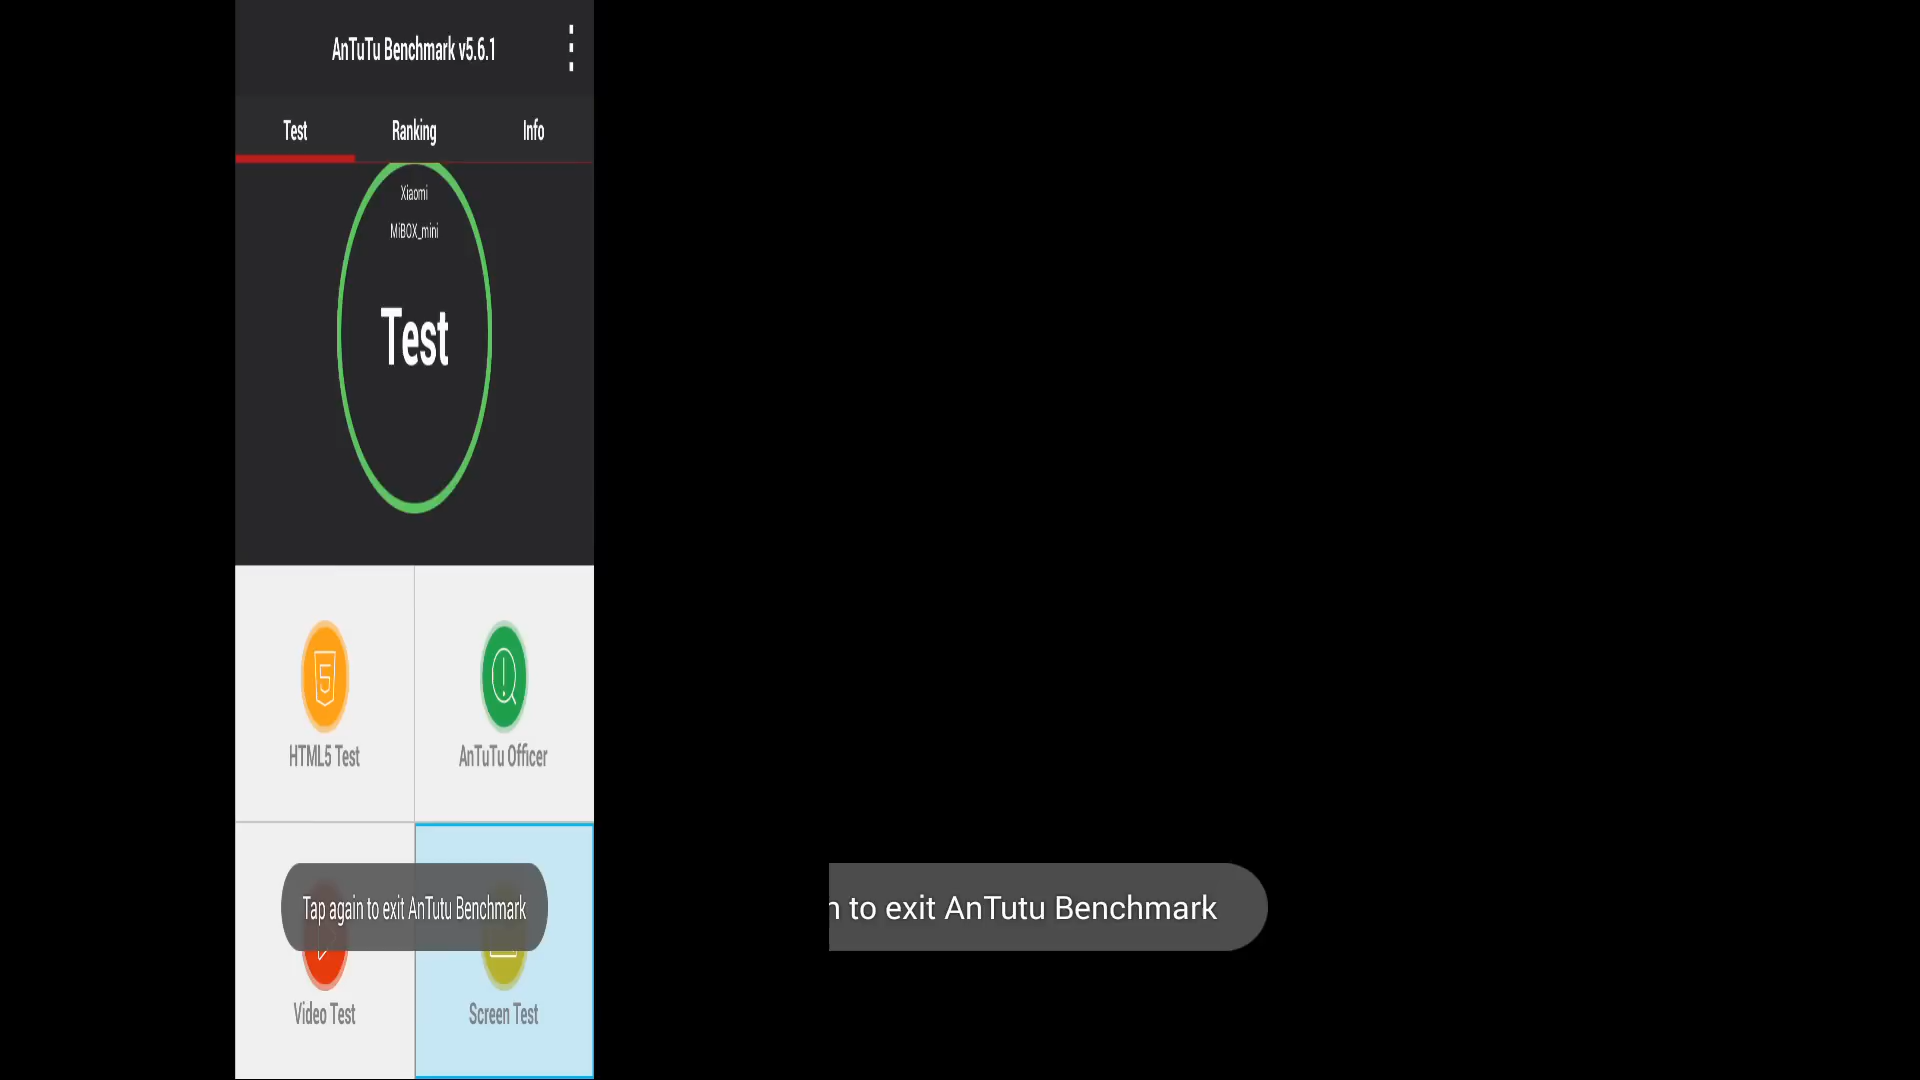 AnTuTu Benchmark v5.6.1
Test
Ranking
Info
Xiaomi
MiBOX_mini
Test
HTML5 Test
AnTuTu Officer
Tap again to exit AnTutu Benchmark
to exit AnTutu Benchmark
Video Test
Screen Test